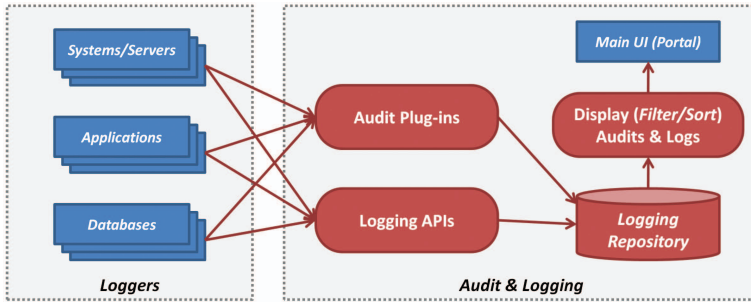 Systems/Servers
Applications
Databases
Loggers
Audit Plug-ins
Logging APIs
Main UI (Portal)
Display (Filter/Sort)
Audits & Logs
Logging
Repository
Audit & Logging